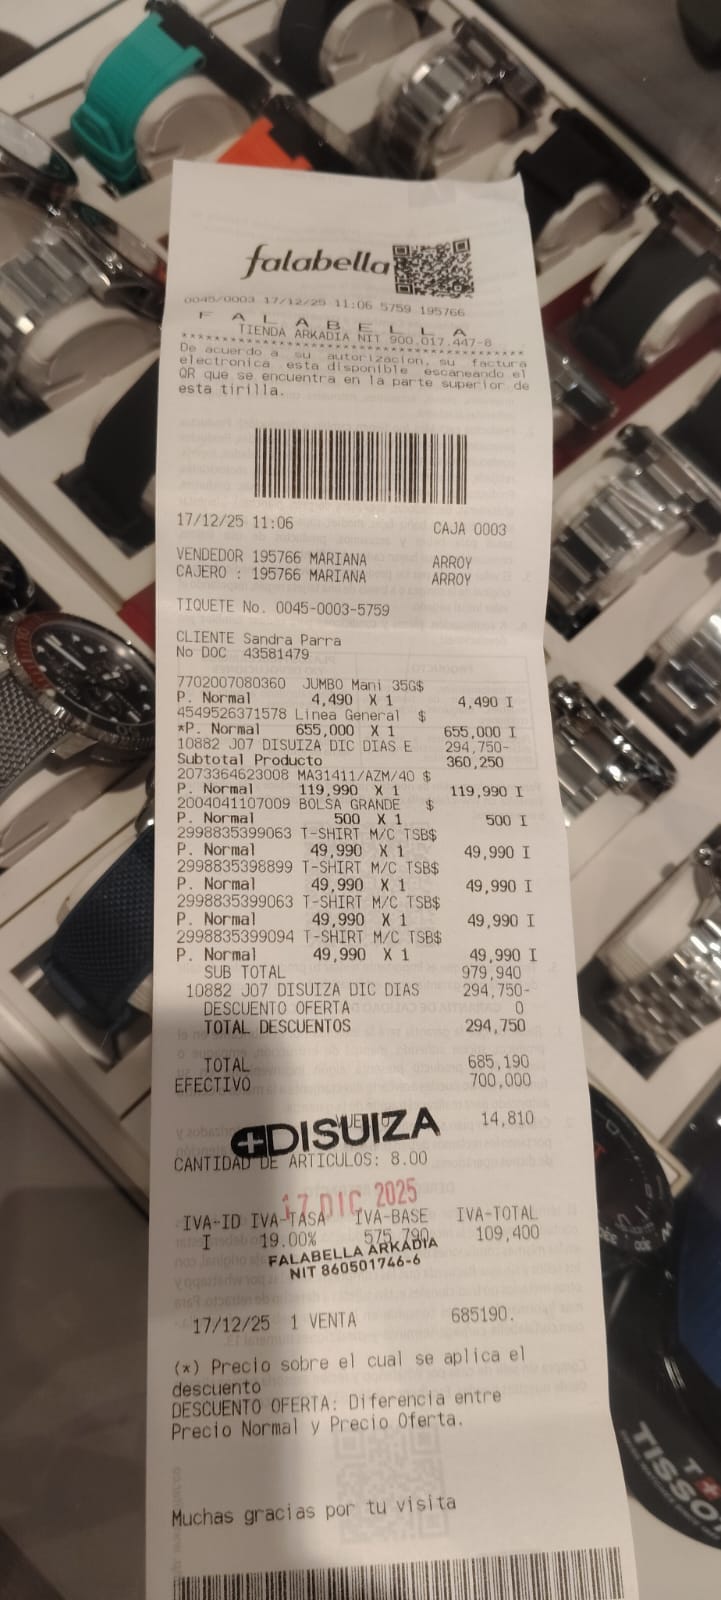 falabella
0045/0003 17/12/25 11:06 5759 195766
F A L A B E L L A
TIENDA ARKADIA NIT 900.017.447-8
************************************
De acuerdo a su autorizacion, su factura
electronica esta disponible escaneando el
QR que se encuentra en la parte superior de
esta tirilla.
17/12/25 11:06 CAJA 0003
VENDEDOR 195766 MARIANA ARROY
CAJERO : 195766 MARIANA ARROY
TIQUETE No. 0045-0003-5759
CLIENTE Sandra Parra
No DOC 43581479
7702007080360 JUMBO Mani 35G$
P. Normal 4,490 X 1 4,490 I
4549526371578 Linea General $
*P. Normal 655,000 X 1 655,000 I
10882 J07 DISUIZA DIC DIAS E 294,750-
Subtotal Producto 360,250
2073364623008 MA31411/AZM/40 $
P. Normal 119,990 X 1 119,990 I
2004041107009 BOLSA GRANDE $
P. Normal 500 X 1 500 I
2998835399063 T-SHIRT M/C TSB$
P. Normal 49,990 X 1 49,990 I
2998835398899 T-SHIRT M/C TSB$
P. Normal 49,990 X 1 49,990 I
2998835399063 T-SHIRT M/C TSB$
P. Normal 49,990 X 1 49,990 I
2998835399094 T-SHIRT M/C TSB$
P. Normal 49,990 X 1 49,990 I
SUB TOTAL 979,940
10882 J07 DISUIZA DIC DIAS 294,750-
DESCUENTO OFERTA 0
TOTAL DESCUENTOS 294,750
TOTAL 685,190
EFECTIVO 700,000
14,810
DISUIZA
CANTIDAD DE ARTICULOS: 8.00
17 DIC 2025
IVA-ID IVA-TASA IVA-BASE IVA-TOTAL
I 19.00% 575,790 109,400
FALABELLA ARKADIA
NIT 860501746-6
17/12/25 1 VENTA 685190.
(*) Precio sobre el cual se aplica el
descuento
DESCUENTO OFERTA: Diferencia entre
Precio Normal y Precio Oferta.
Muchas gracias por tu visita
TISSOT